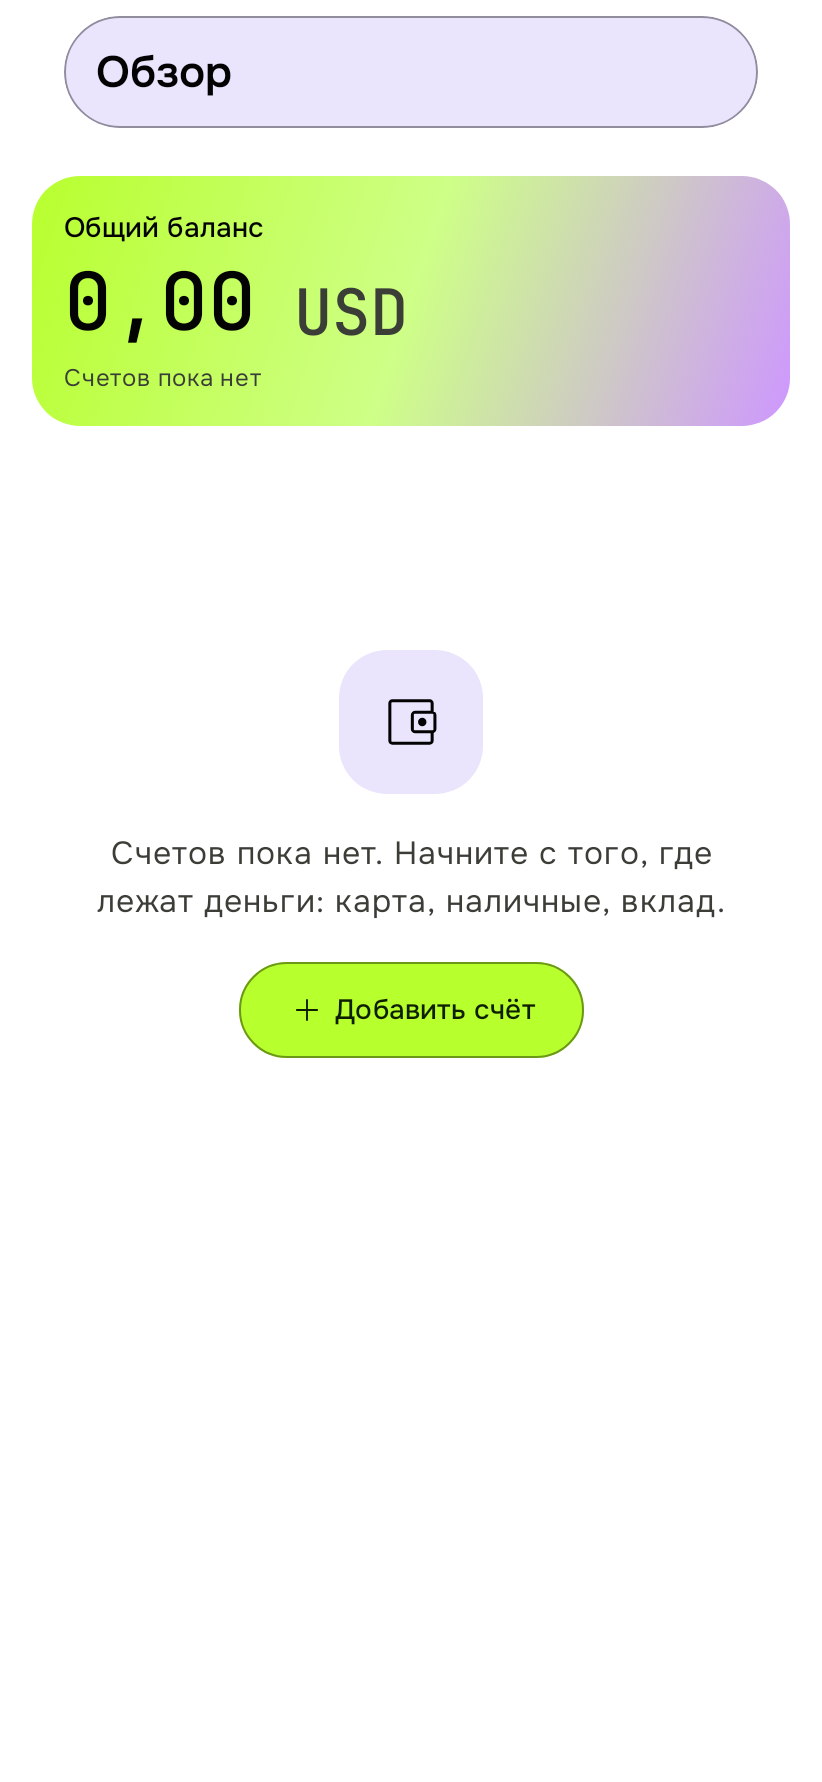 Обзор
Общий баланс
0,00 USD
Счетов пока нет
Счетов пока нет. Начните с того, где
лежат деньги: карта, наличные, вклад.
Добавить счёт